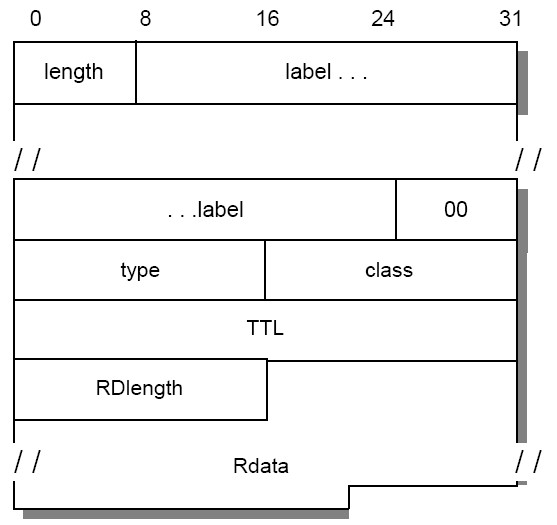 0 8 16 24 31
length label . . .
/ / / /
. . .label 00
type class
TTL
RDlength
/ / Rdata / /